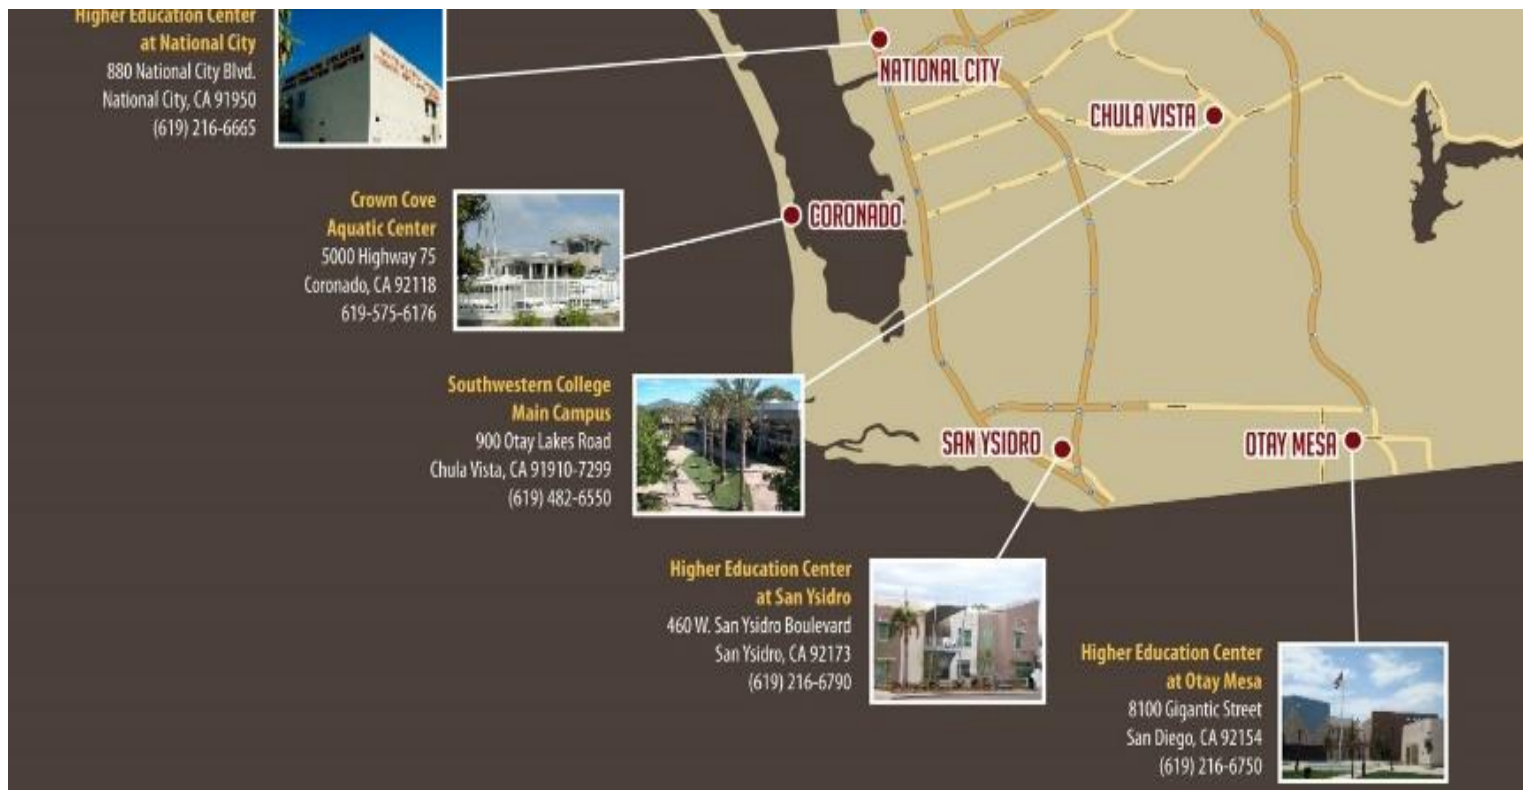 Higher Education Center
at National City
880 National City Blvd.
National City, CA 91950
(619) 216-6665
NATIONAL CITY
CHULA VISTA
Crown Cove
Aquatic Center
5000 Highway 75
Coronado, CA 92118
619-575-6176
CORONADO
Southwestern College
Main Campus
900 Otay Lakes Road
Chula Vista, CA 91910-7299
(619) 482-6550
SAN YSIDRO
OTAY MESA
Higher Education Center
at San Ysidro
460 W. San Ysidro Boulevard
San Ysidro, CA 92173
(619) 216-6790
Higher Education Center
at Otay Mesa
8100 Gigantic Street
San Diego, CA 92154
(619) 216-6750